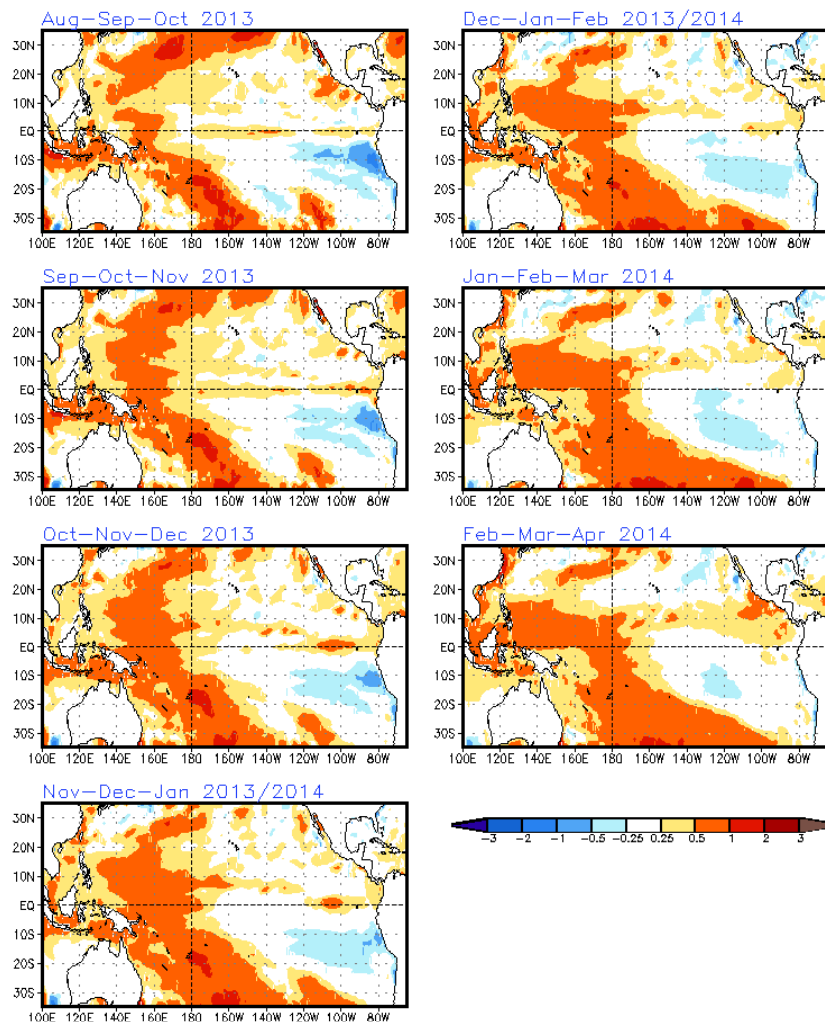 Aug-Sep-Oct 2013
30N
20N
10N
EQ
10S
20S
30S
100E 120E 140E 160E 180 160W 140W 120W 100W 80W
Sep-Oct-Nov 2013
30N
20N
10N
EQ
10S
20S
30S
100E 120E 140E 160E 180 160W 140W 120W 100W 80W
Oct-Nov-Dec 2013
30N
20N
10N
EQ
10S
20S
30S
100E 120E 140E 160E 180 160W 140W 120W 100W 80W
Nov-Dec-Jan 2013/2014
30N
20N
10N
EQ
10S
20S
30S
100E 120E 140E 160E 180 160W 140W 120W 100W 80W
Dec-Jan-Feb 2013/2014
30N
20N
10N
EQ
10S
20S
30S
100E 120E 140E 160E 180 160W 140W 120W 100W 80W
Jan-Feb-Mar 2014
30N
20N
10N
EQ
10S
20S
30S
100E 120E 140E 160E 180 160W 140W 120W 100W 80W
Feb-Mar-Apr 2014
30N
20N
10N
EQ
10S
20S
30S
100E 120E 140E 160E 180 160W 140W 120W 100W 80W
-3 -2 -1 -0.5 -0.25 0.25 0.5 1 2 3